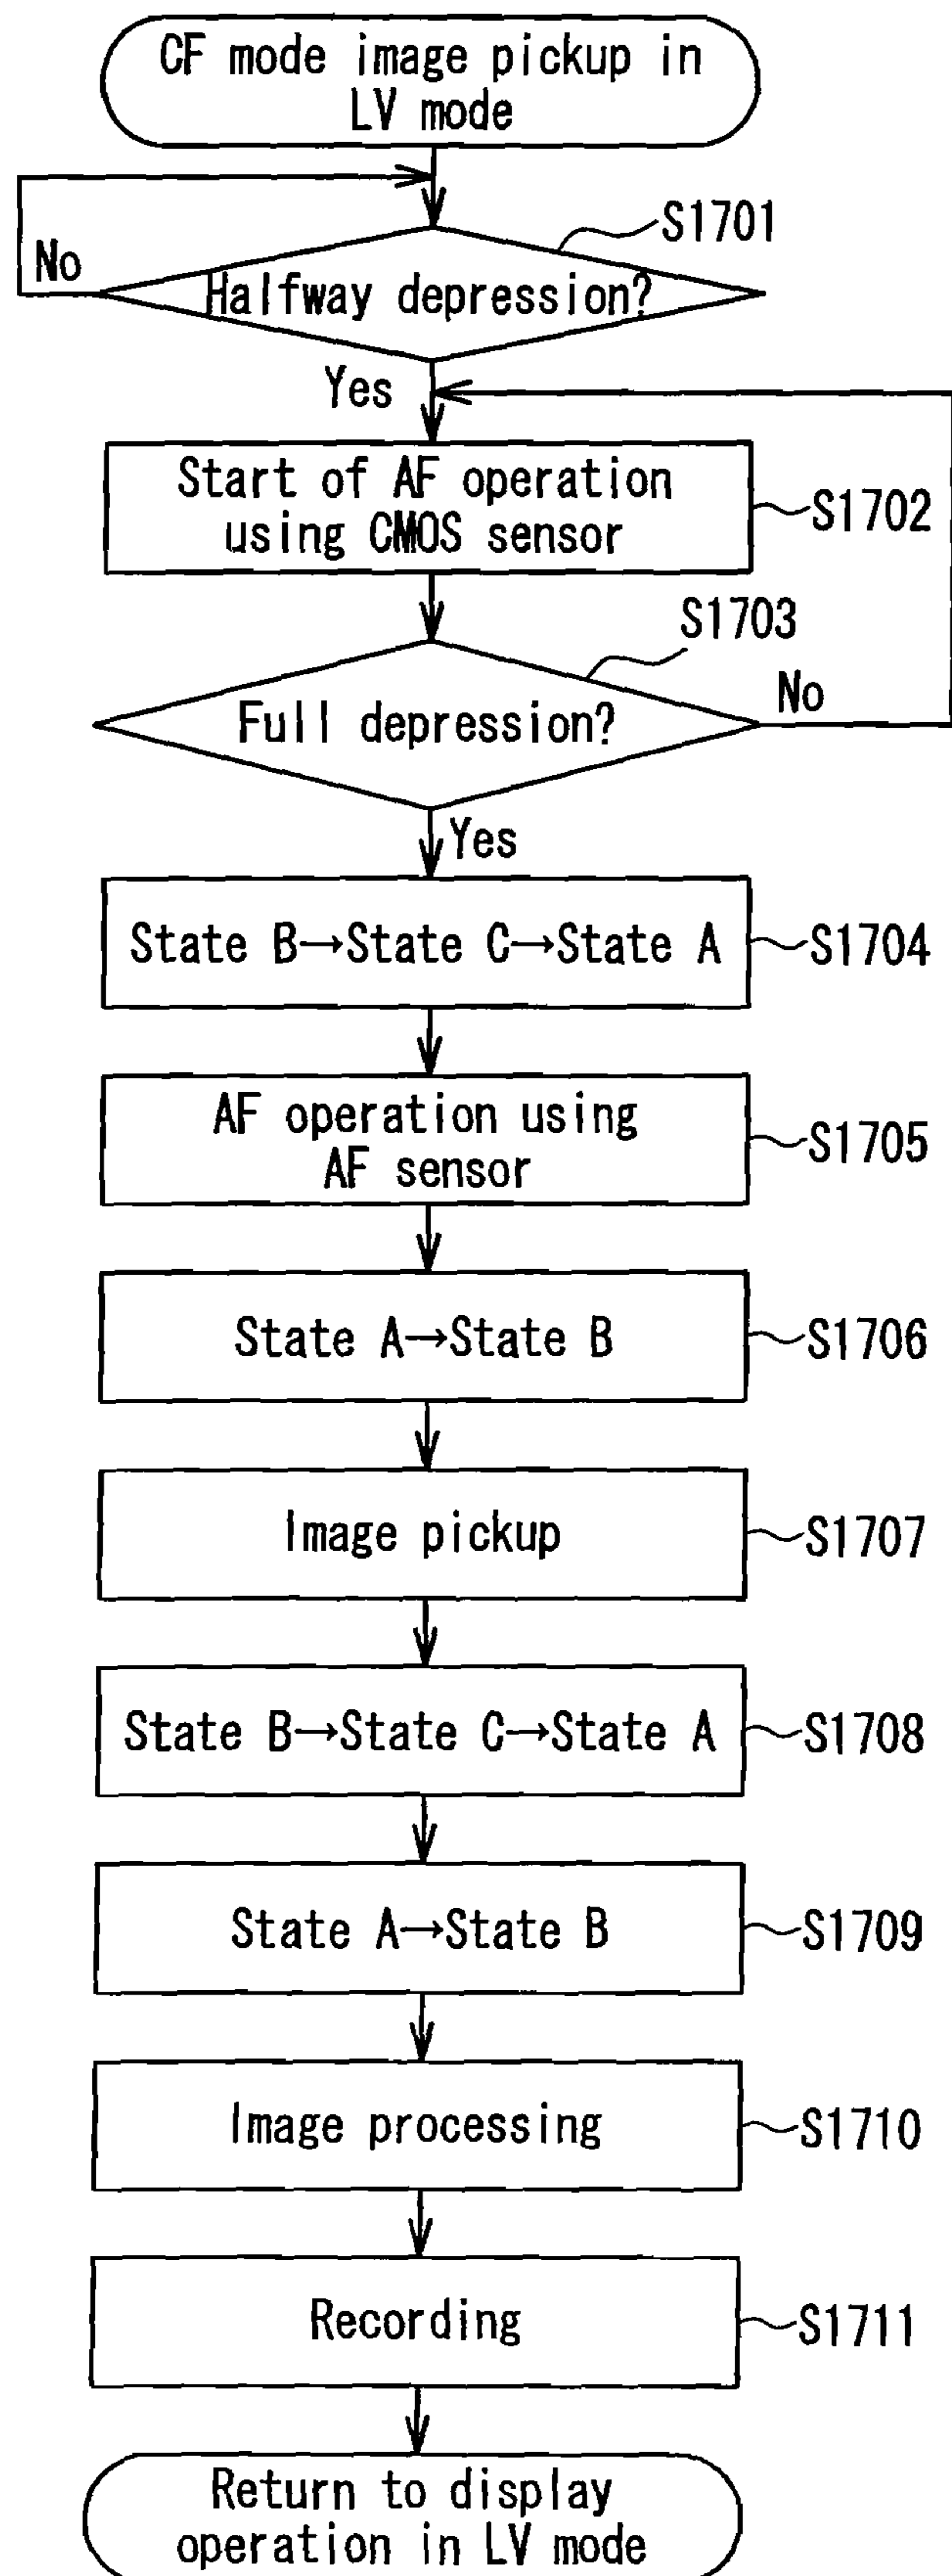 CF mode image pickup in
LV mode
S1701
No
Halfway depression?
Yes
Start of AF operation
using CMOS sensor
S1702
S1703
No
Full depression?
Yes
State B→State C→State A
S1704
AF operation using
AF sensor
S1705
State A→State B
S1706
Image pickup
S1707
State B→State C→State A
S1708
State A→State B
S1709
Image processing
S1710
Recording
S1711
Return to display
operation in LV mode